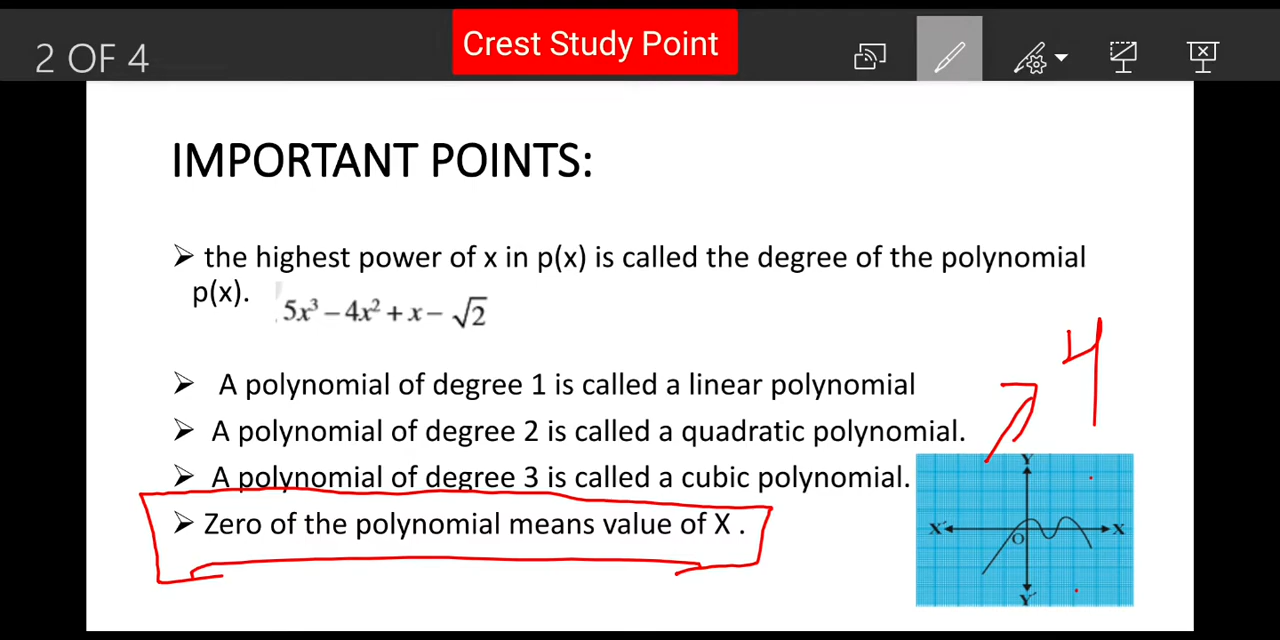 Crest Study Point
2 OF 4
IMPORTANT POINTS:
➤ the highest power of x in p(x) is called the degree of the polynomial
p(x). 5x³ – 4x² + x – √2
4
➤ A polynomial of degree 1 is called a linear polynomial
➤ A polynomial of degree 2 is called a quadratic polynomial.
➤ A polynomial of degree 3 is called a cubic polynomial.
➤ Zero of the polynomial means value of X .
Y
X′ X
O
Y′